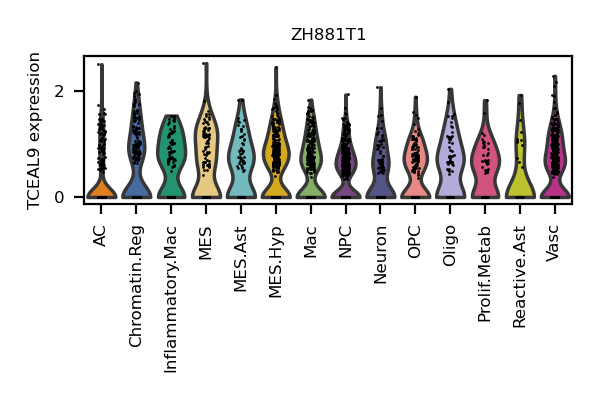 ZH881T1
TCEAL9 expression
2
0
AC
Chromatin.Reg
Inflammatory.Mac
MES
MES.Ast
MES.Hyp
Mac
NPC
Neuron
OPC
Oligo
Prolif.Metab
Reactive.Ast
Vasc